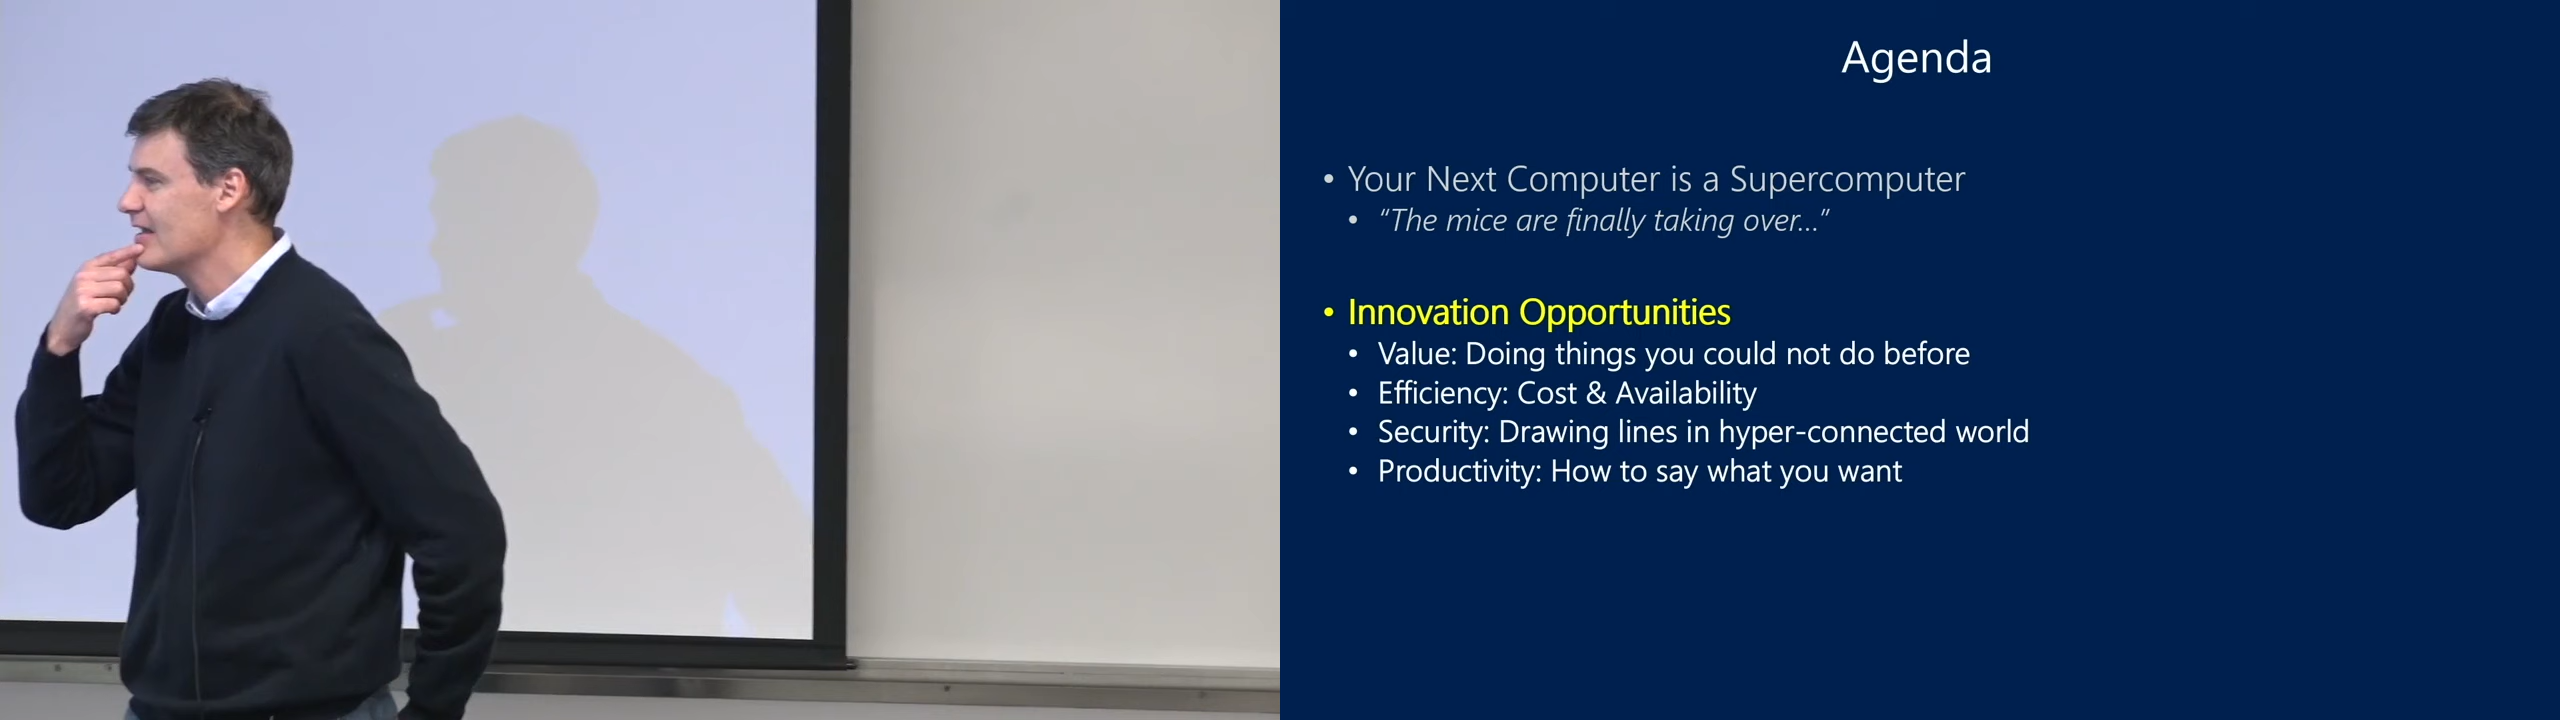 Agenda
• Your Next Computer is a Supercomputer
• “The mice are finally taking over...”
• Innovation Opportunities
• Value: Doing things you could not do before
• Efficiency: Cost & Availability
• Security: Drawing lines in hyper-connected world
• Productivity: How to say what you want